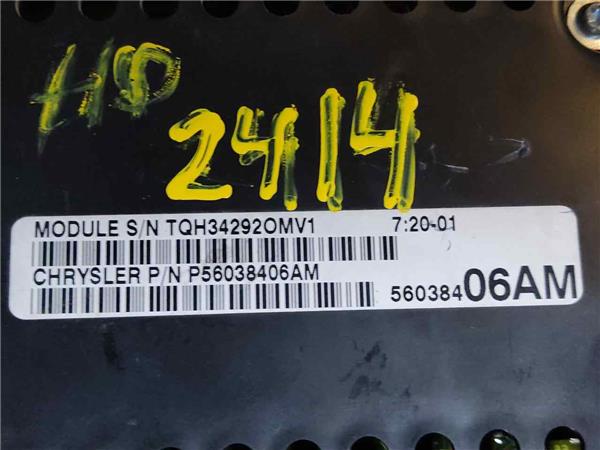 HD
2414
MODULE S/N TQH34292OMV1 7:20-01
CHRYSLER P/N P56038406AM
56038406AM